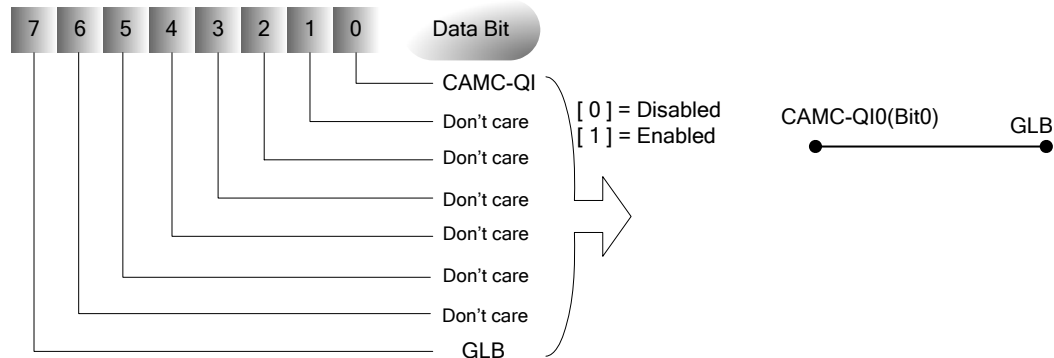 7 6 5 4 3 2 1 0 Data Bit
CAMC-QI
Don't care
Don't care
Don't care
Don't care
Don't care
Don't care
GLB
[ 0 ] = Disabled
[ 1 ] = Enabled
CAMC-QI0(Bit0)
GLB